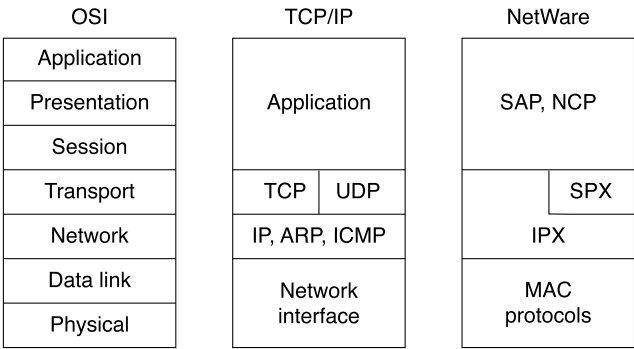 OSI
TCP/IP
NetWare
Application
Presentation
Session
Transport
Network
Data link
Physical
Application
TCP
UDP
IP, ARP, ICMP
Network
interface
SAP, NCP
SPX
IPX
MAC
protocols